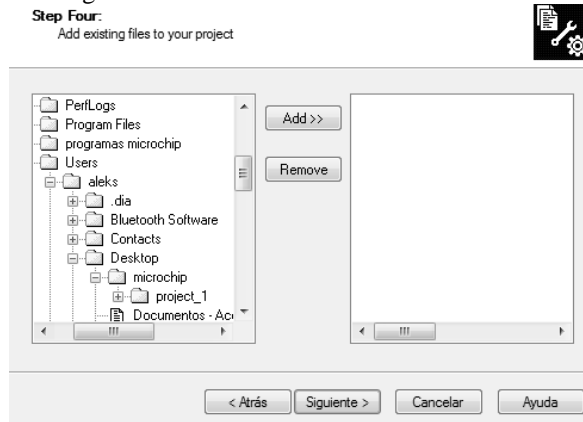 Step Four:
Add existing files to your project
PerfLogs
Program Files
programas microchip
Users
aleks
.dia
Bluetooth Software
Contacts
Desktop
microchip
project_1
Documentos - Ac
Add >>
Remove
< Atrás
Siguiente >
Cancelar
Ayuda